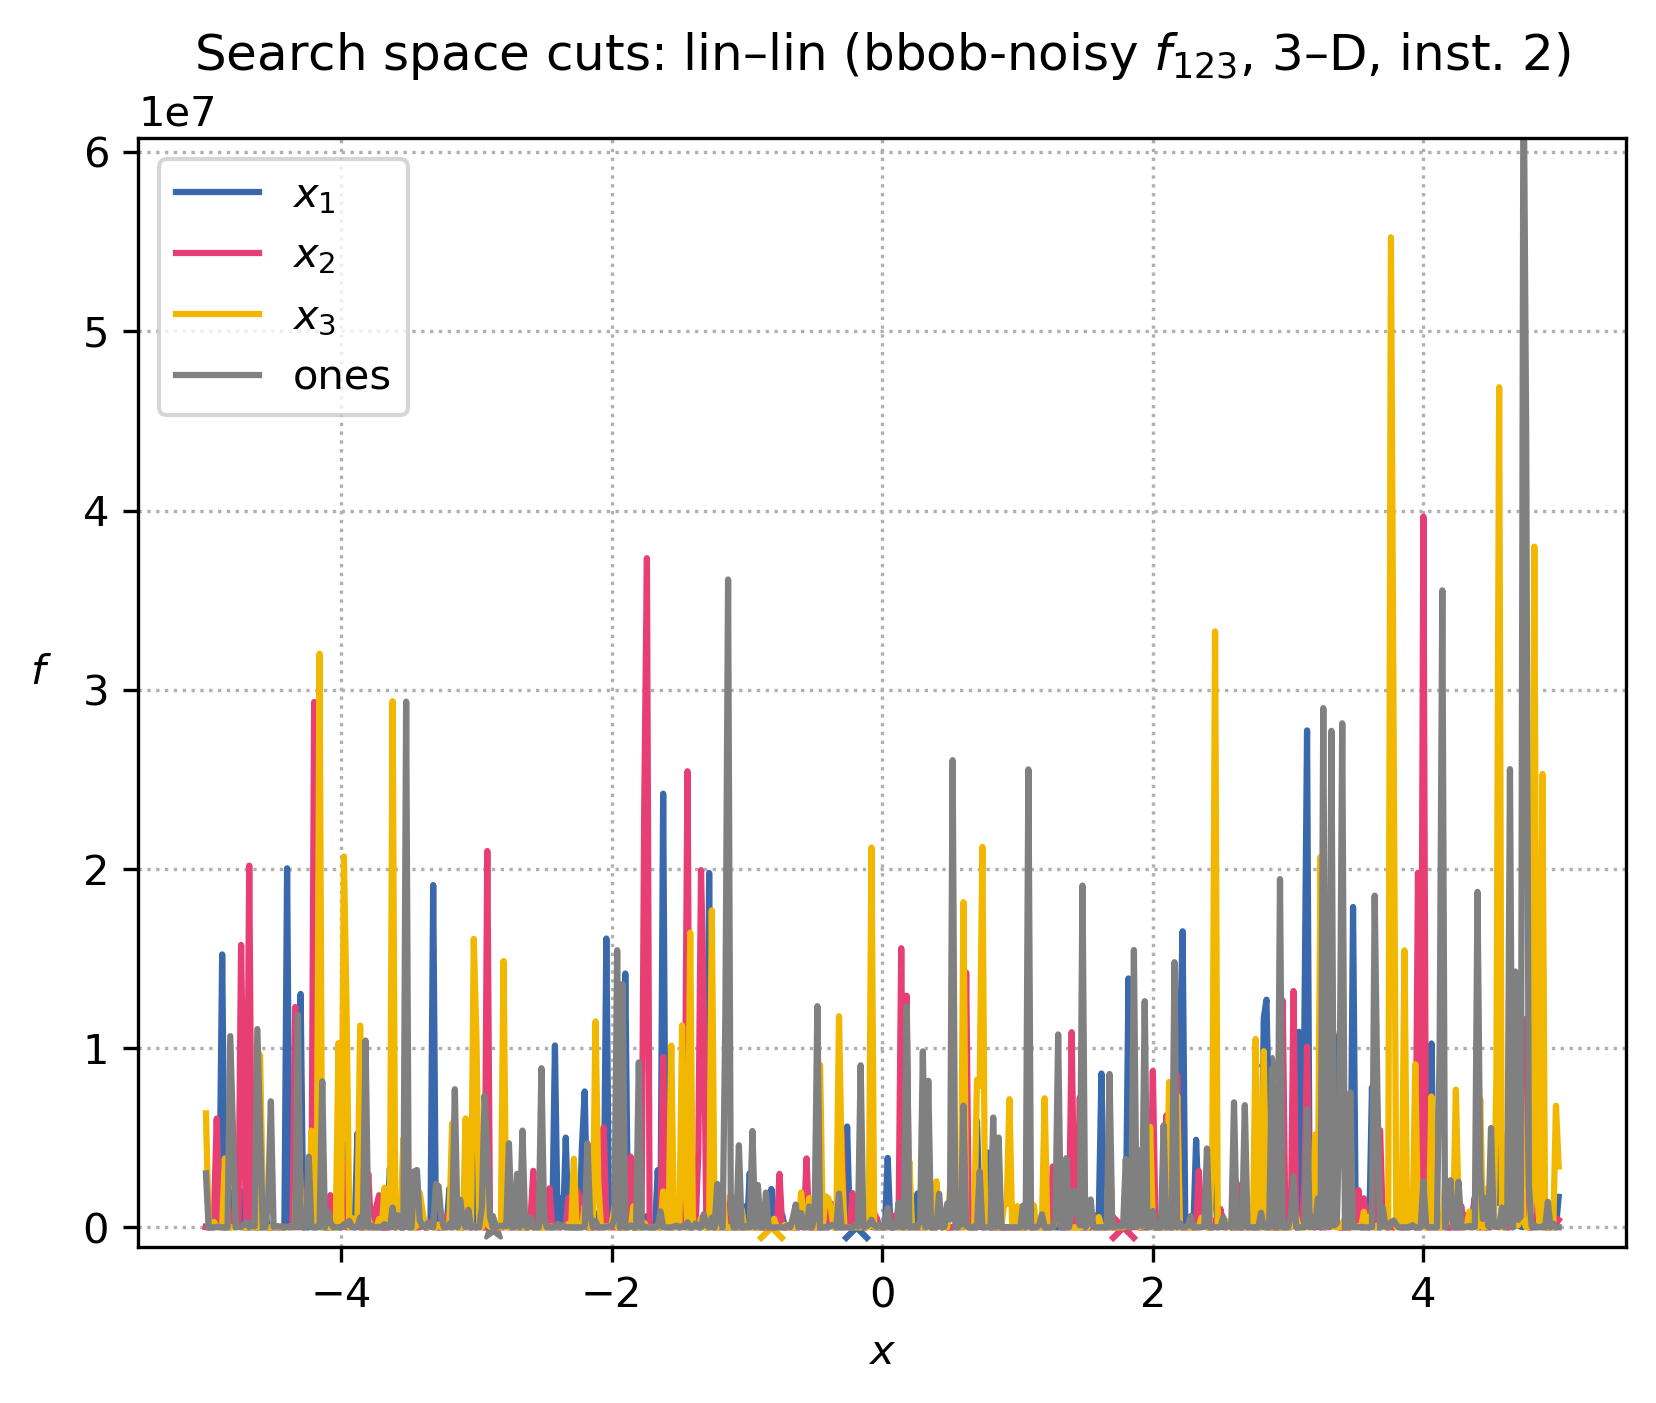 Search space cuts: lin–lin (bbob-noisy f₁₂₃, 3–D, inst. 2)
1e7
6
5
4
3
2
1
0
f
x₁
x₂
x₃
ones
−4 −2 0 2 4
x